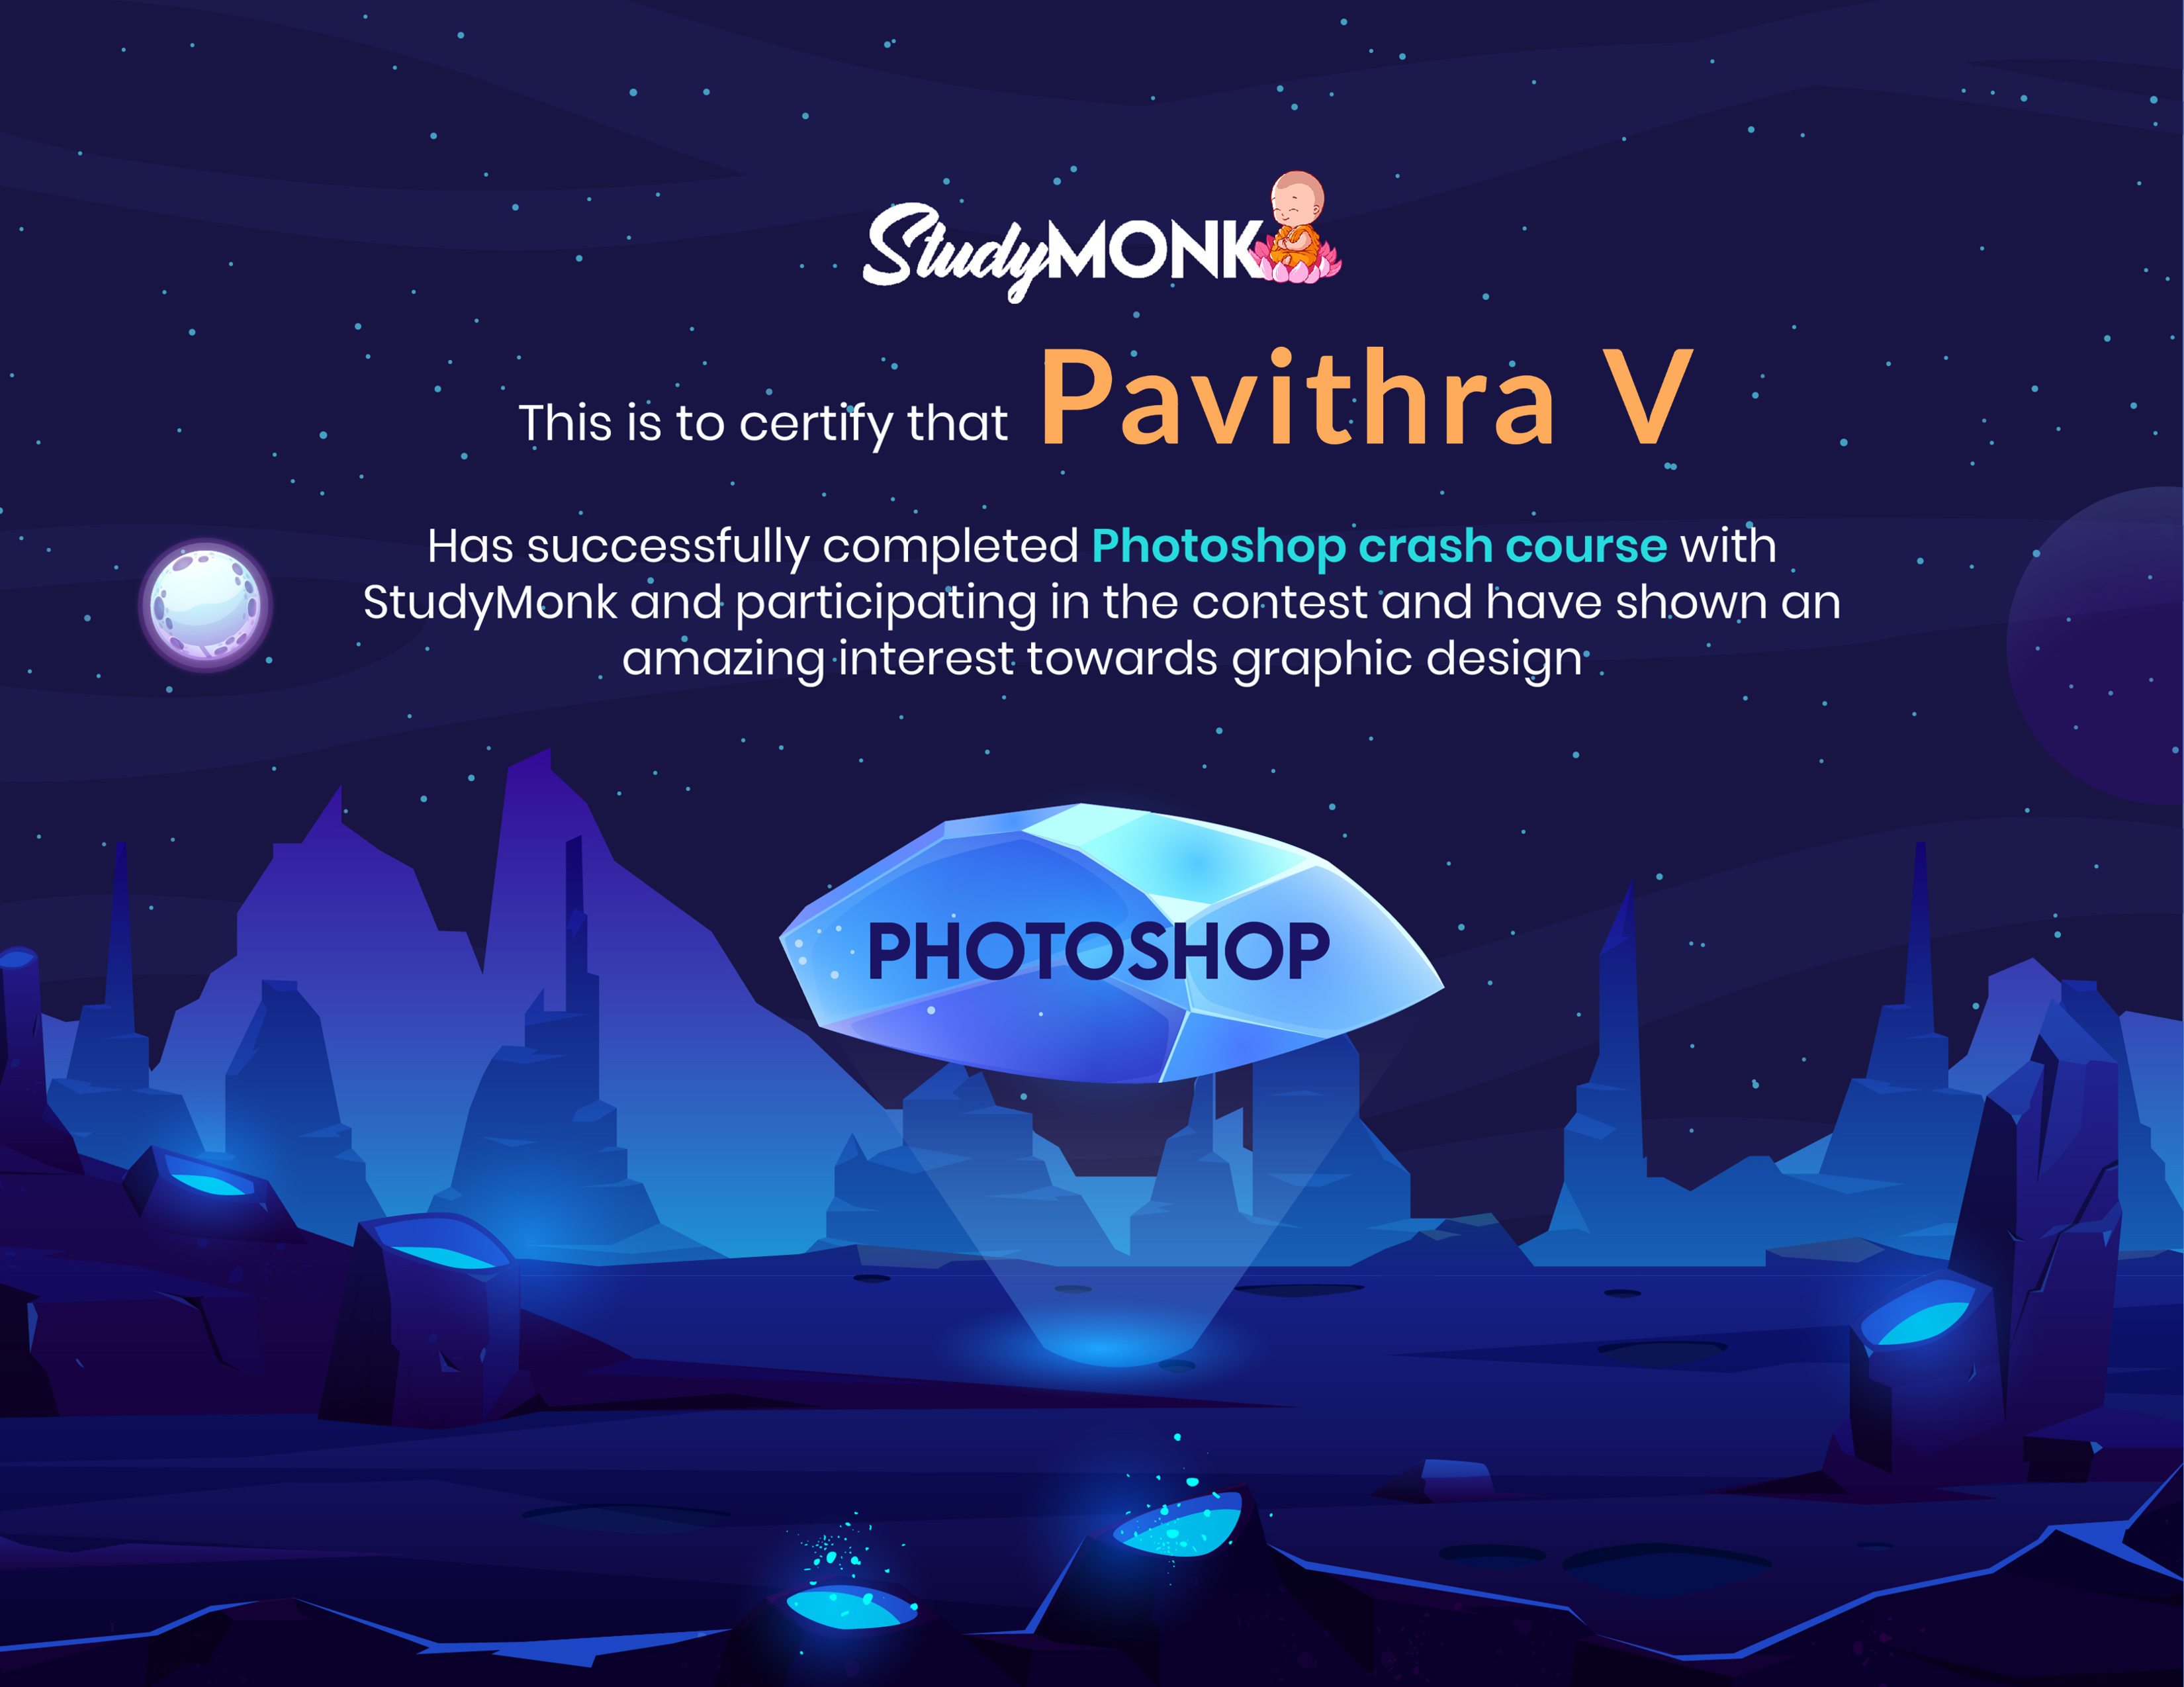 StudyMONK
This is to certify that Pavithra V
Has successfully completed Photoshop crash course with
StudyMonk and participating in the contest and have shown an
amazing interest towards graphic design
PHOTOSHOP